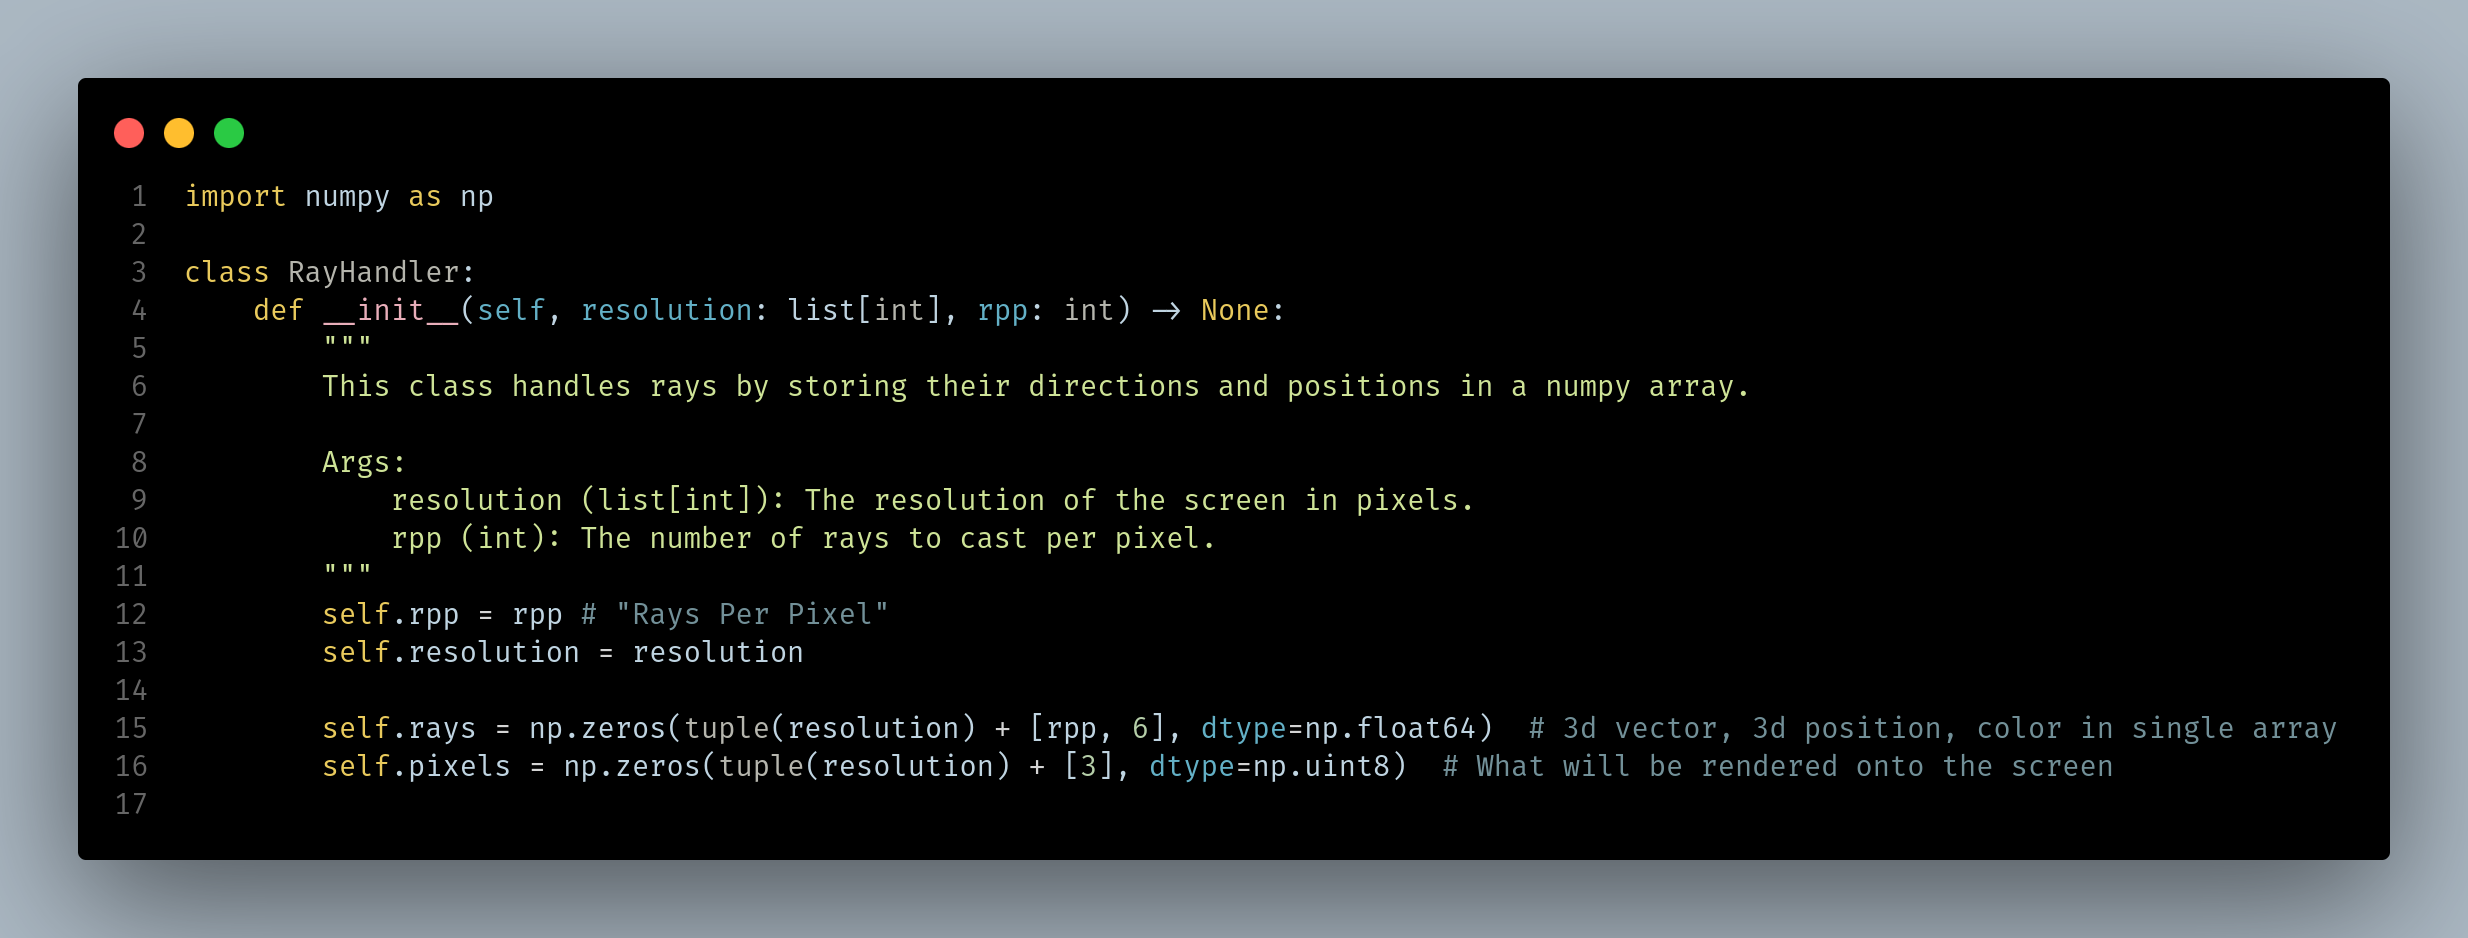 1 import numpy as np
2
3 class RayHandler:
4     def __init__(self, resolution: list[int], rpp: int) -> None:
5         """
6         This class handles rays by storing their directions and positions in a numpy array.
7
8         Args:
9             resolution (list[int]): The resolution of the screen in pixels.
10             rpp (int): The number of rays to cast per pixel.
11         """
12         self.rpp = rpp # "Rays Per Pixel"
13         self.resolution = resolution
14
15         self.rays = np.zeros(tuple(resolution) + [rpp, 6], dtype=np.float64)  # 3d vector, 3d position, color in single array
16         self.pixels = np.zeros(tuple(resolution) + [3], dtype=np.uint8)  # What will be rendered onto the screen
17